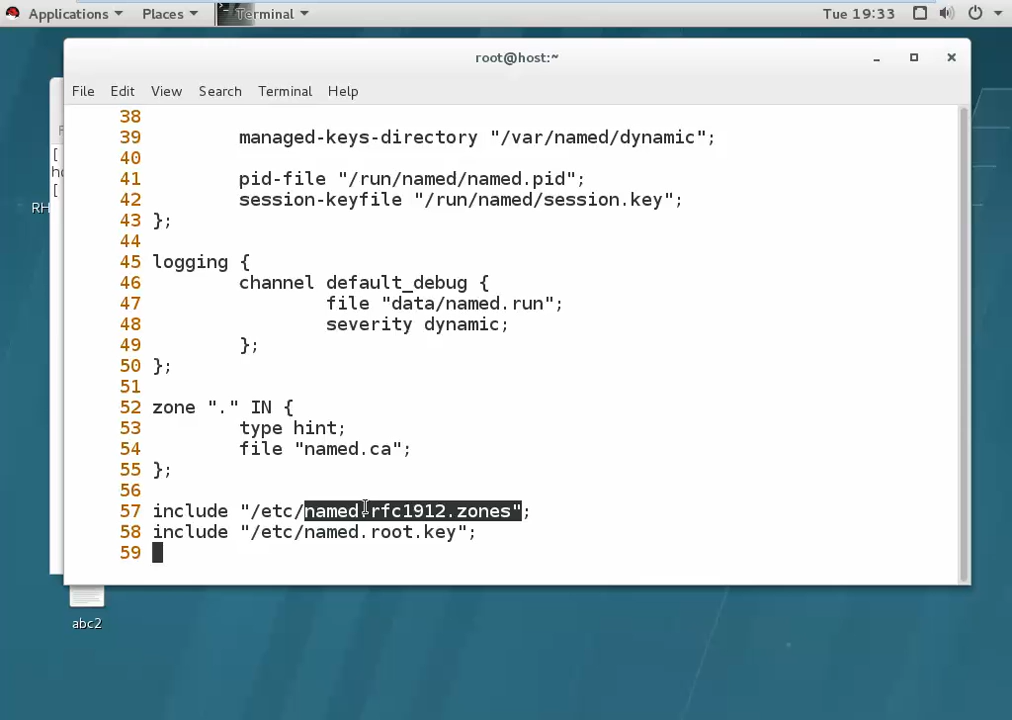 Applications Places Terminal Tue 19:33
root@host:~
File Edit View Search Terminal Help
38
39 managed-keys-directory "/var/named/dynamic";
40
41 pid-file "/run/named/named.pid";
42 session-keyfile "/run/named/session.key";
43 };
44
45 logging {
46 channel default_debug {
47 file "data/named.run";
48 severity dynamic;
49 };
50 };
51
52 zone "." IN {
53 type hint;
54 file "named.ca";
55 };
56
57 include "/etc/named.rfc1912.zones";
58 include "/etc/named.root.key";
59
[
[
RH
abc2